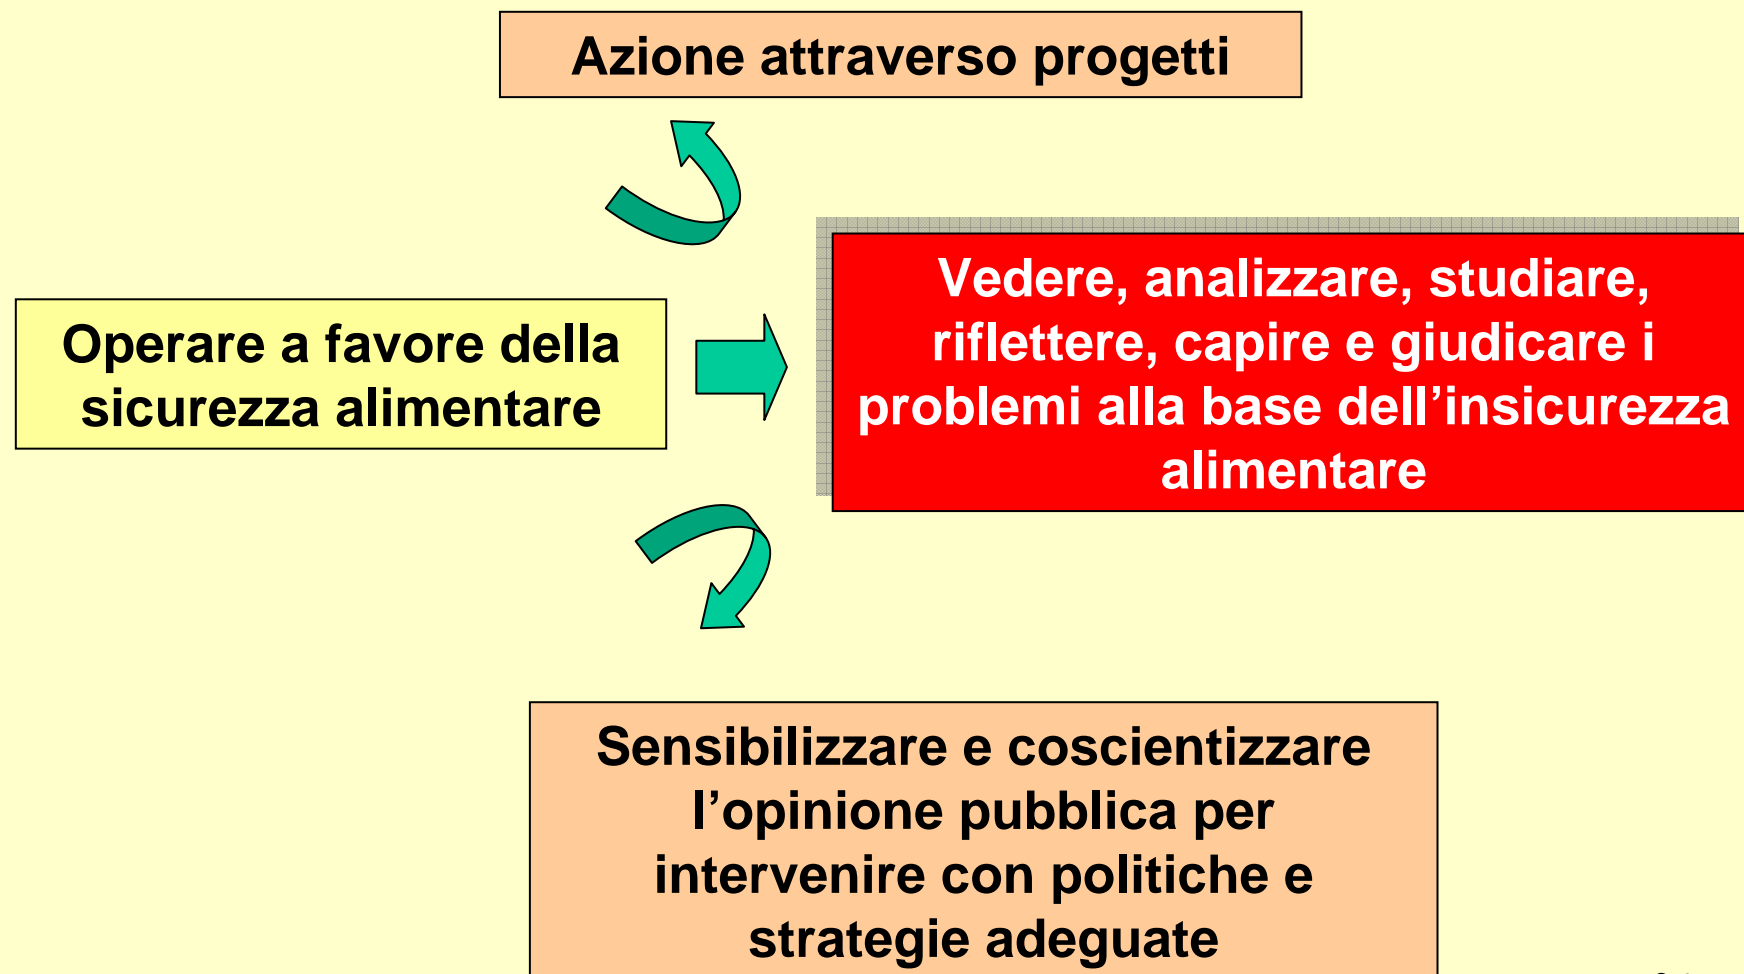 Azione attraverso progetti
Vedere, analizzare, studiare,
riflettere, capire e giudicare i
problemi alla base dell’insicurezza
alimentare
Operare a favore della
sicurezza alimentare
Sensibilizzare e coscientizzare
l’opinione pubblica per
intervenire con politiche e
strategie adeguate